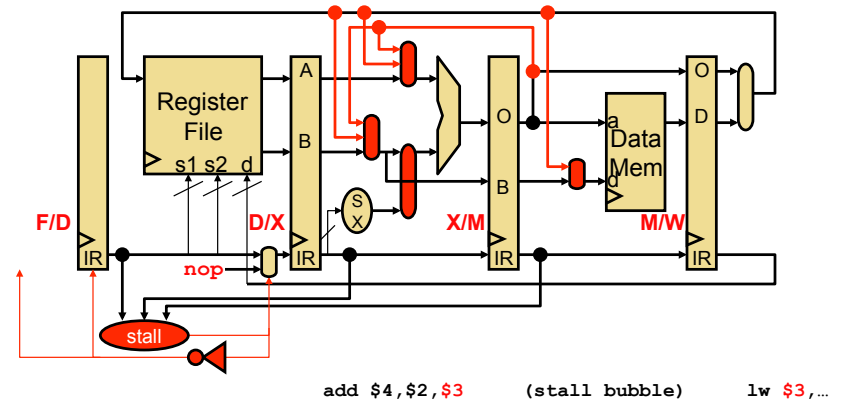 Register
File
s1 s2 d
A
B
S
X
O
B
a
Data
Mem
d
O
D
F/D
D/X
X/M
M/W
IR
IR
IR
IR
nop
stall
add $4,$2,$3 (stall bubble) lw $3,…